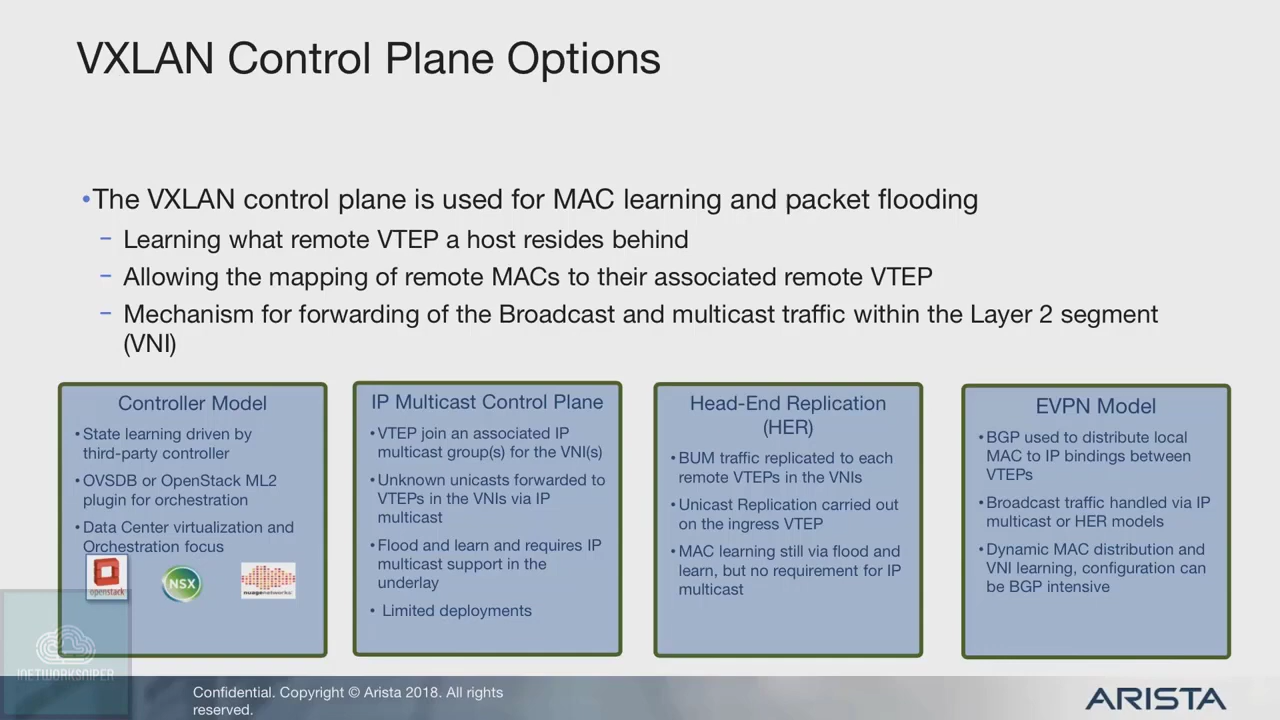 VXLAN Control Plane Options
•The VXLAN control plane is used for MAC learning and packet flooding
– Learning what remote VTEP a host resides behind
– Allowing the mapping of remote MACs to their associated remote VTEP
– Mechanism for forwarding of the Broadcast and multicast traffic within the Layer 2 segment
(VNI)
Controller Model
• State learning driven by
third-party controller
• OVSDB or OpenStack ML2
plugin for orchestration
• Data Center virtualization and
Orchestration focus
openstack
NSX
nuagenetworks
IP Multicast Control Plane
• VTEP join an associated IP
multicast group(s) for the VNI(s)
• Unknown unicasts forwarded to
VTEPs in the VNIs via IP
multicast
• Flood and learn and requires IP
multicast support in the
underlay
• Limited deployments
Head-End Replication
(HER)
• BUM traffic replicated to each
remote VTEPs in the VNIs
• Unicast Replication carried out
on the ingress VTEP
• MAC learning still via flood and
learn, but no requirement for IP
multicast
EVPN Model
• BGP used to distribute local
MAC to IP bindings between
VTEPs
• Broadcast traffic handled via IP
multicast or HER models
• Dynamic MAC distribution and
VNI learning, configuration can
be BGP intensive
INETWORKSNIPER
Confidential. Copyright © Arista 2018. All rights
reserved.
ARISTA